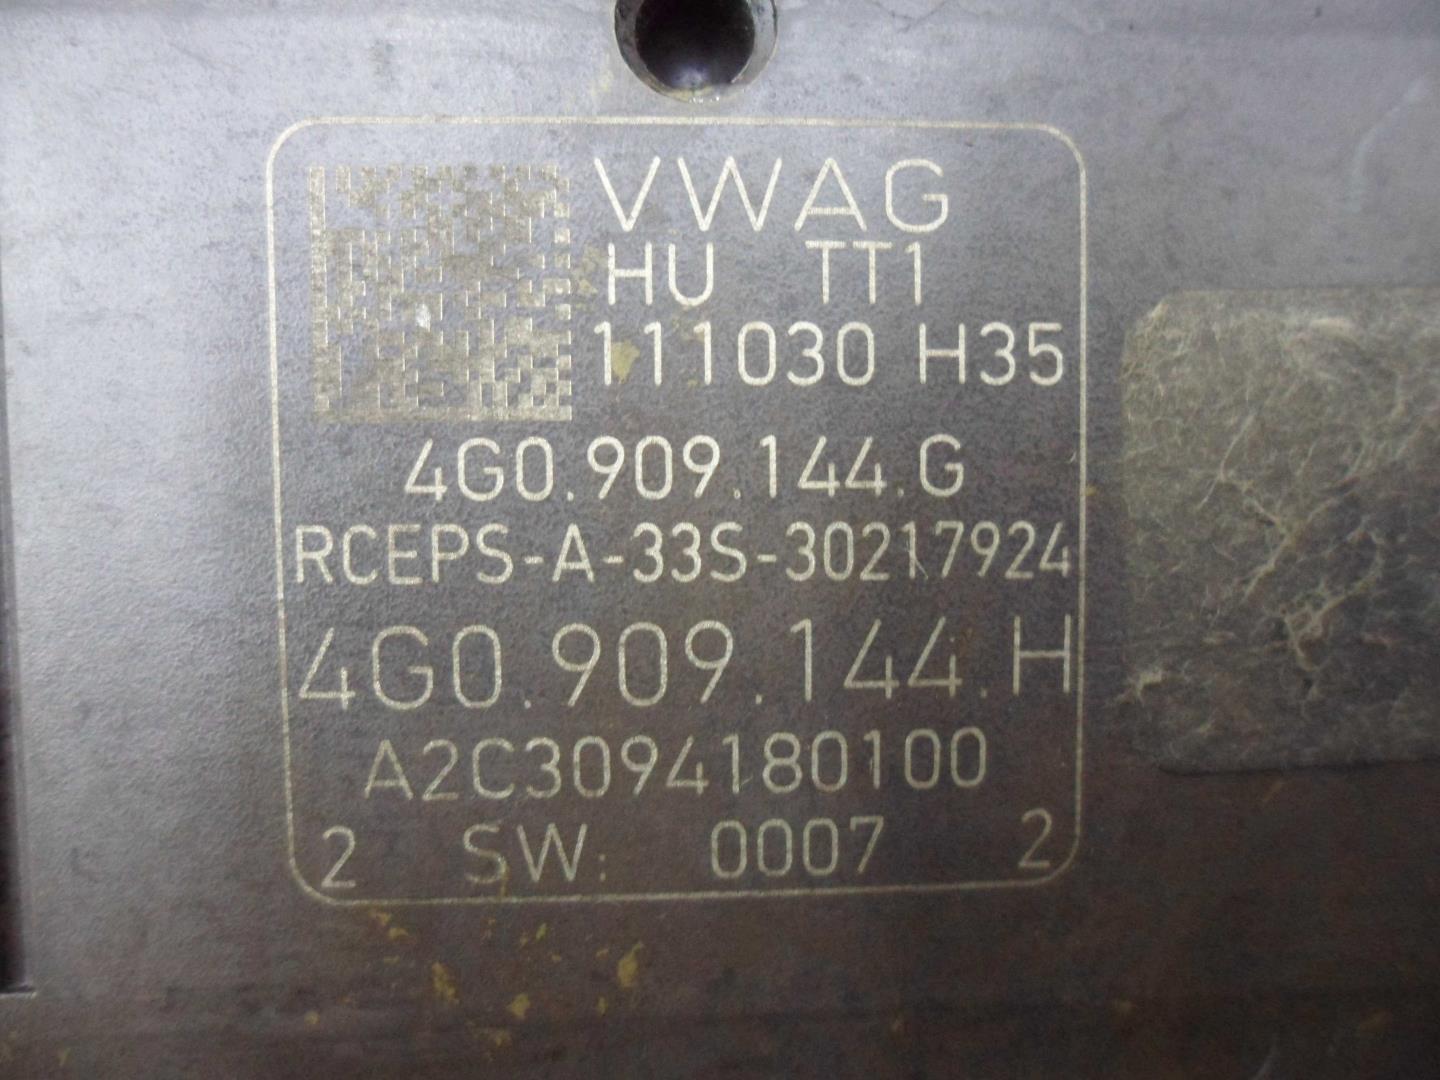 VWAG
HU TT1
111030 H35
4G0.909.144.G
RCEPS-A-33S-30217924
4G0.909.144.H
A2C3094180100
2 SW: 0007 2